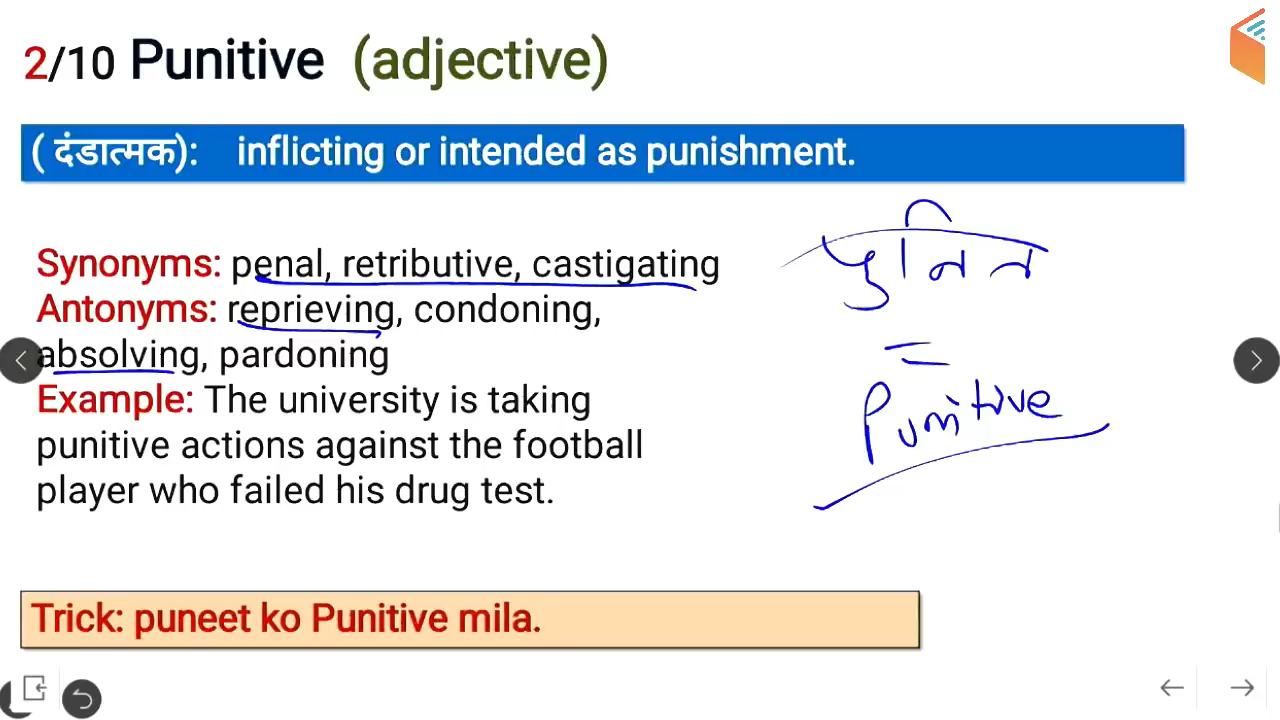 2/10 Punitive (adjective)
( दंडात्मक): inflicting or intended as punishment.
Synonyms: penal, retributive, castigating
Antonyms: reprieving, condoning,
absolving, pardoning
Example: The university is taking
punitive actions against the football
player who failed his drug test.
=
Punitive
Trick: puneet ko Punitive mila.